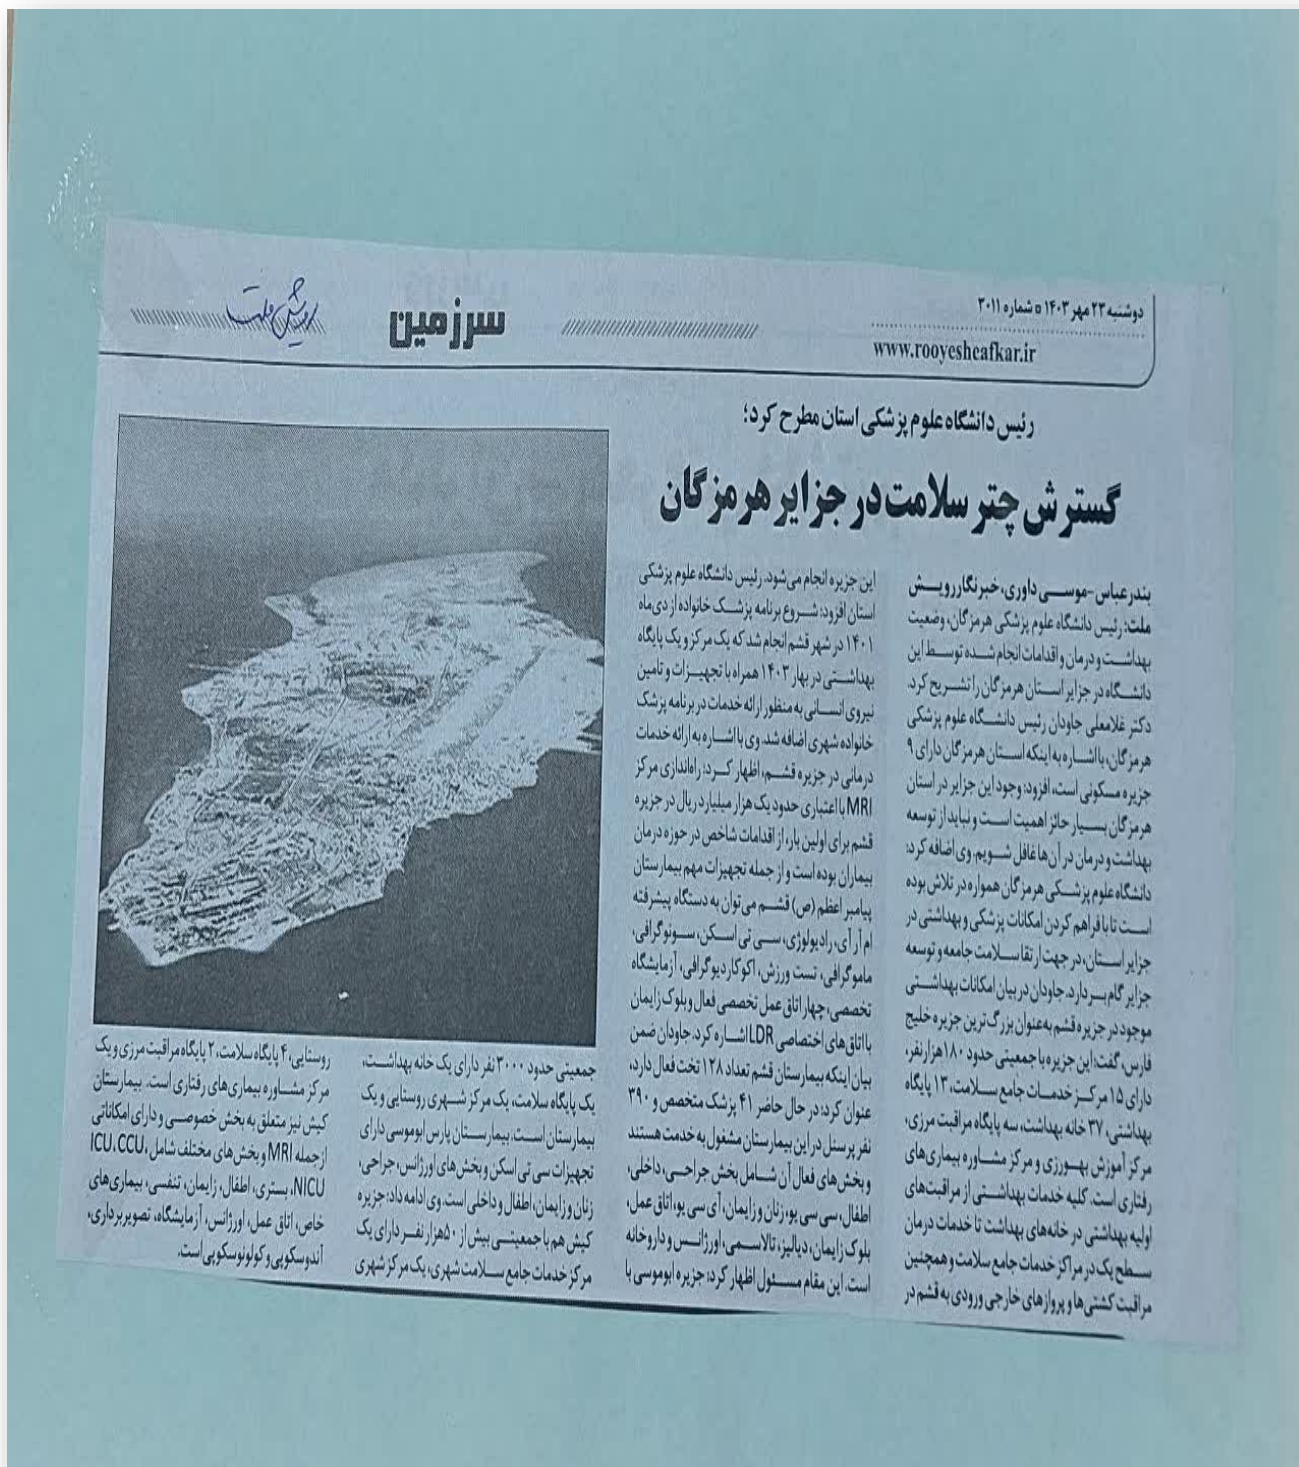 دوشنبه ۲۳ مهر ۱۴۰۳ شماره ۳۰۱۱
www.rooyesheafkar.ir
سرزمین
رویش ملت
رئیس دانشگاه علوم پزشکی استان مطرح کرد؛
گسترش چتر سلامت در جزایر هرمزگان
بندرعباس-موسی داوری، خبرنگار رویش
ملت: رئیس دانشگاه علوم پزشکی هرمزگان، وضعیت
بهداشت و درمان و اقدامات انجام شده توسط این
دانشگاه در جزایر استان هرمزگان را تشریح کرد.
دکتر غلامعلی جاودان رئیس دانشگاه علوم پزشکی
هرمزگان، با اشاره به اینکه استان هرمزگان دارای ۹
جزیره مسکونی است، افزود: وجود این جزایر در استان
هرمزگان بسیار حائز اهمیت است و نباید از توسعه
بهداشت و درمان در آن‌ها غافل شویم. وی اضافه کرد:
دانشگاه علوم پزشکی هرمزگان همواره در تلاش بوده
است تا با فراهم کردن امکانات پزشکی و بهداشتی در
جزایر استان، در جهت ارتقا سلامت جامعه و توسعه
جزایر گام بردارد. جاودان در بیان امکانات بهداشتی
موجود در جزیره قشم به‌عنوان بزرگ‌ترین جزیره خلیج
فارس، گفت: این جزیره با جمعیتی حدود ۱۸۰ هزار نفر،
دارای ۱۵ مرکز خدمات جامع سلامت، ۱۳ پایگاه
بهداشتی، ۳۷ خانه بهداشت، سه پایگاه مراقبت مرزی،
مرکز آموزش بهورزی و مرکز مشاوره بیماری‌های
رفتاری است. کلیه خدمات بهداشتی از مراقبت‌های
اولیه بهداشتی در خانه‌های بهداشت تا خدمات درمان
سطح یک در مراکز خدمات جامع سلامت و همچنین
مراقبت کشتی‌ها و پروازهای خارجی ورودی به قشم در
این جزیره انجام می‌شود. رئیس دانشگاه علوم پزشکی
استان افزود: شروع برنامه پزشک خانواده از دی‌ماه
۱۴۰۱ در شهر قشم انجام شد که یک مرکز و یک پایگاه
بهداشتی در بهار ۱۴۰۳ همراه با تجهیزات و تامین
نیروی انسانی به منظور ارائه خدمات در برنامه پزشک
خانواده شهری اضافه شد. وی با اشاره به ارائه خدمات
درمانی در جزیره قشم، اظهار کرد: راه‌اندازی مرکز
MRI با اعتباری حدود یک هزار میلیارد ریال در جزیره
قشم برای اولین بار، از اقدامات شاخص در حوزه درمان
بیماران بوده است و از جمله تجهیزات مهم بیمارستان
پیامبر اعظم (ص) قشم می‌توان به دستگاه پیشرفته
ام‌آر‌آی، رادیولوژی، سی تی اسکن، سونوگرافی،
ماموگرافی، تست ورزش، اکوکاردیوگرافی، آزمایشگاه
تخصصی، چهار اتاق عمل تخصصی فعال و بلوک زایمان
با اتاق‌های اختصاصی LDR اشاره کرد. جاودان ضمن
بیان اینکه بیمارستان قشم تعداد ۱۲۸ تخت فعال دارد،
عنوان کرد: در حال حاضر ۴۱ پزشک متخصص و ۳۹۰
نفر پرسنل در این بیمارستان مشغول به خدمت هستند
و بخش‌های فعال آن شامل بخش جراحی، داخلی،
اطفال، سی سی یو، زنان و زایمان، آی سی یو، اتاق عمل،
بلوک زایمان، دیالیز، تالاسمی، اورژانس و داروخانه
است. این مقام مسئول اظهار کرد: جزیره ابوموسی با
جمعیتی حدود ۳۰۰۰ نفر دارای یک خانه بهداشت،
یک پایگاه سلامت، یک مرکز شهری روستایی و یک
بیمارستان است. بیمارستان پارس ابوموسی دارای
تجهیزات سی تی اسکن و بخش‌های اورژانس، جراحی،
زنان و زایمان، اطفال و داخلی است. وی ادامه داد: جزیره
کیش هم با جمعیتی بیش از ۵۰ هزار نفر دارای یک
مرکز خدمات جامع سلامت شهری، یک مرکز شهری
روستایی، ۴ پایگاه سلامت، ۲ پایگاه مراقبت مرزی و یک
مرکز مشاوره بیماری‌های رفتاری است. بیمارستان
کیش نیز متعلق به بخش خصوصی و دارای امکاناتی
از جمله MRI و بخش‌های مختلف شامل ICU، CCU،
NICU، بستری، اطفال، زایمان، تنفسی، بیماری‌های
خاص، اتاق عمل، اورژانس، آزمایشگاه، تصویربرداری،
آندوسکوپی و کولونوسکوپی است.